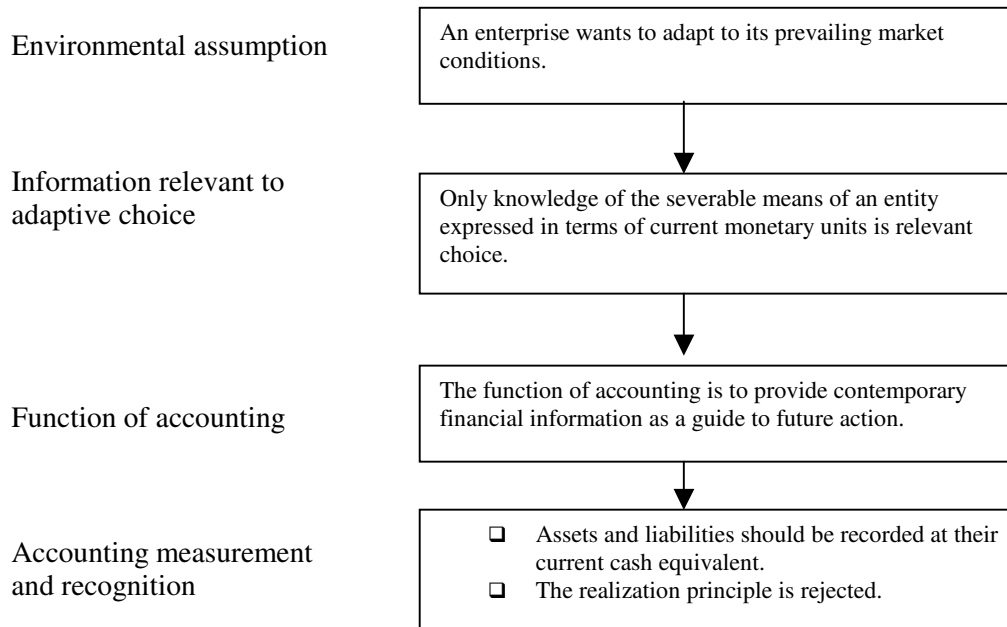 Environmental assumption
An enterprise wants to adapt to its prevailing market
conditions.
Information relevant to
adaptive choice
Only knowledge of the severable means of an entity
expressed in terms of current monetary units is relevant
choice.
Function of accounting
The function of accounting is to provide contemporary
financial information as a guide to future action.
Accounting measurement
and recognition
❑ Assets and liabilities should be recorded at their
current cash equivalent.
❑ The realization principle is rejected.